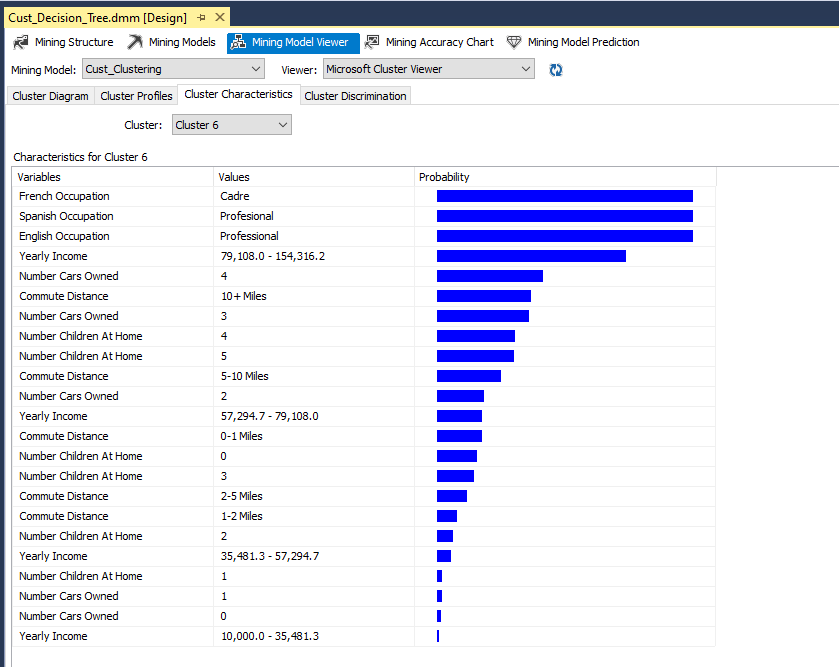 Cust_Decision_Tree.dmm [Design]
Mining Structure Mining Models Mining Model Viewer Mining Accuracy Chart Mining Model Prediction
Mining Model: Cust_Clustering Viewer: Microsoft Cluster Viewer
Cluster Diagram Cluster Profiles Cluster Characteristics Cluster Discrimination
Cluster: Cluster 6
Characteristics for Cluster 6
Variables Values Probability
French Occupation Cadre
Spanish Occupation Profesional
English Occupation Professional
Yearly Income 79,108.0 - 154,316.2
Number Cars Owned 4
Commute Distance 10+ Miles
Number Cars Owned 3
Number Children At Home 4
Number Children At Home 5
Commute Distance 5-10 Miles
Number Cars Owned 2
Yearly Income 57,294.7 - 79,108.0
Commute Distance 0-1 Miles
Number Children At Home 0
Number Children At Home 3
Commute Distance 2-5 Miles
Commute Distance 1-2 Miles
Number Children At Home 2
Yearly Income 35,481.3 - 57,294.7
Number Children At Home 1
Number Cars Owned 1
Number Cars Owned 0
Yearly Income 10,000.0 - 35,481.3